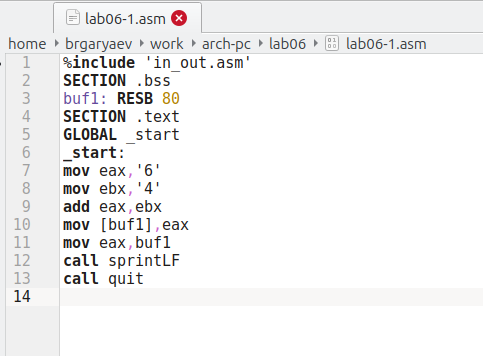 lab06-1.asm
home brgaryaev work arch-pc lab06 lab06-1.asm
1 %include 'in_out.asm'
2 SECTION .bss
3 buf1: RESB 80
4 SECTION .text
5 GLOBAL _start
6 _start:
7 mov eax,'6'
8 mov ebx,'4'
9 add eax,ebx
10 mov [buf1],eax
11 mov eax,buf1
12 call sprintLF
13 call quit
14